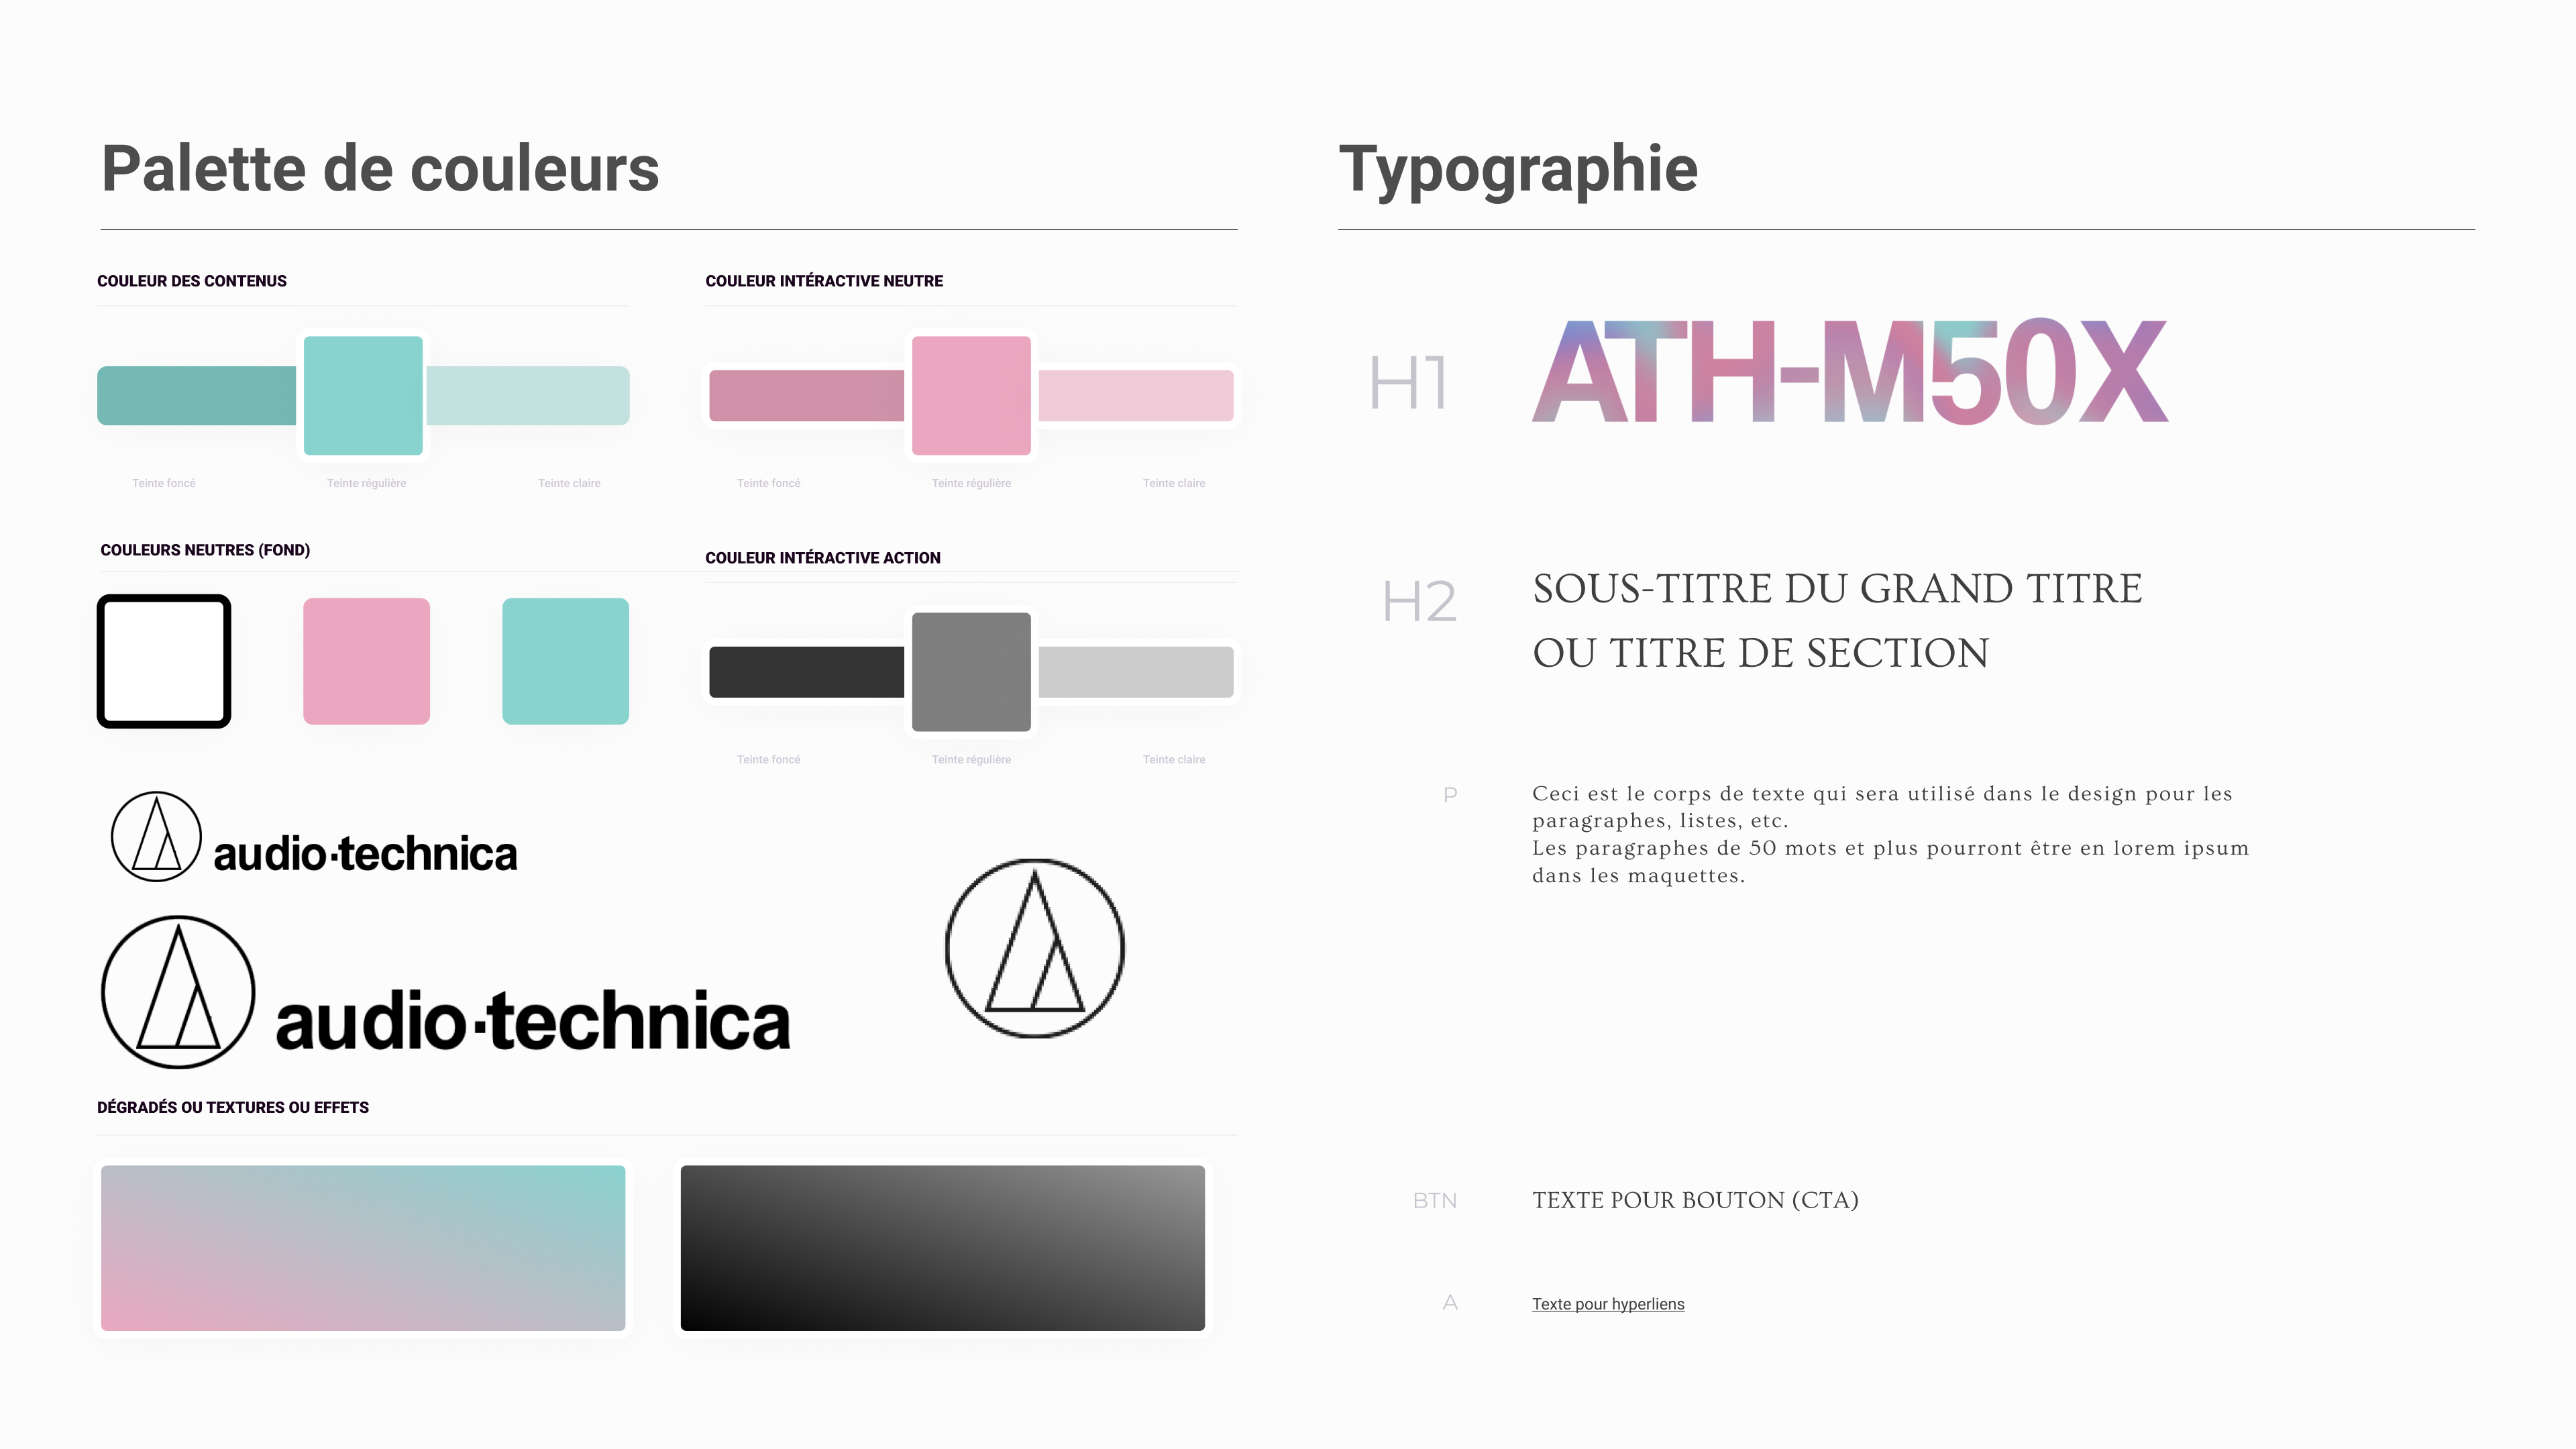 Palette de couleurs
COULEUR DES CONTENUS
COULEUR INTÉRACTIVE NEUTRE
Teinte foncé
Teinte régulière
Teinte claire
Teinte foncé
Teinte régulière
Teinte claire
COULEURS NEUTRES (FOND)
COULEUR INTÉRACTIVE ACTION
Teinte foncé
Teinte régulière
Teinte claire
audio-technica
audio-technica
DÉGRADÉS OU TEXTURES OU EFFETS
Typographie
H1
ATH-M50X
H2
SOUS-TITRE DU GRAND TITRE
OU TITRE DE SECTION
P
Ceci est le corps de texte qui sera utilisé dans le design pour les
paragraphes, listes, etc.
Les paragraphes de 50 mots et plus pourront être en lorem ipsum
dans les maquettes.
BTN
TEXTE POUR BOUTON (CTA)
A
Texte pour hyperliens